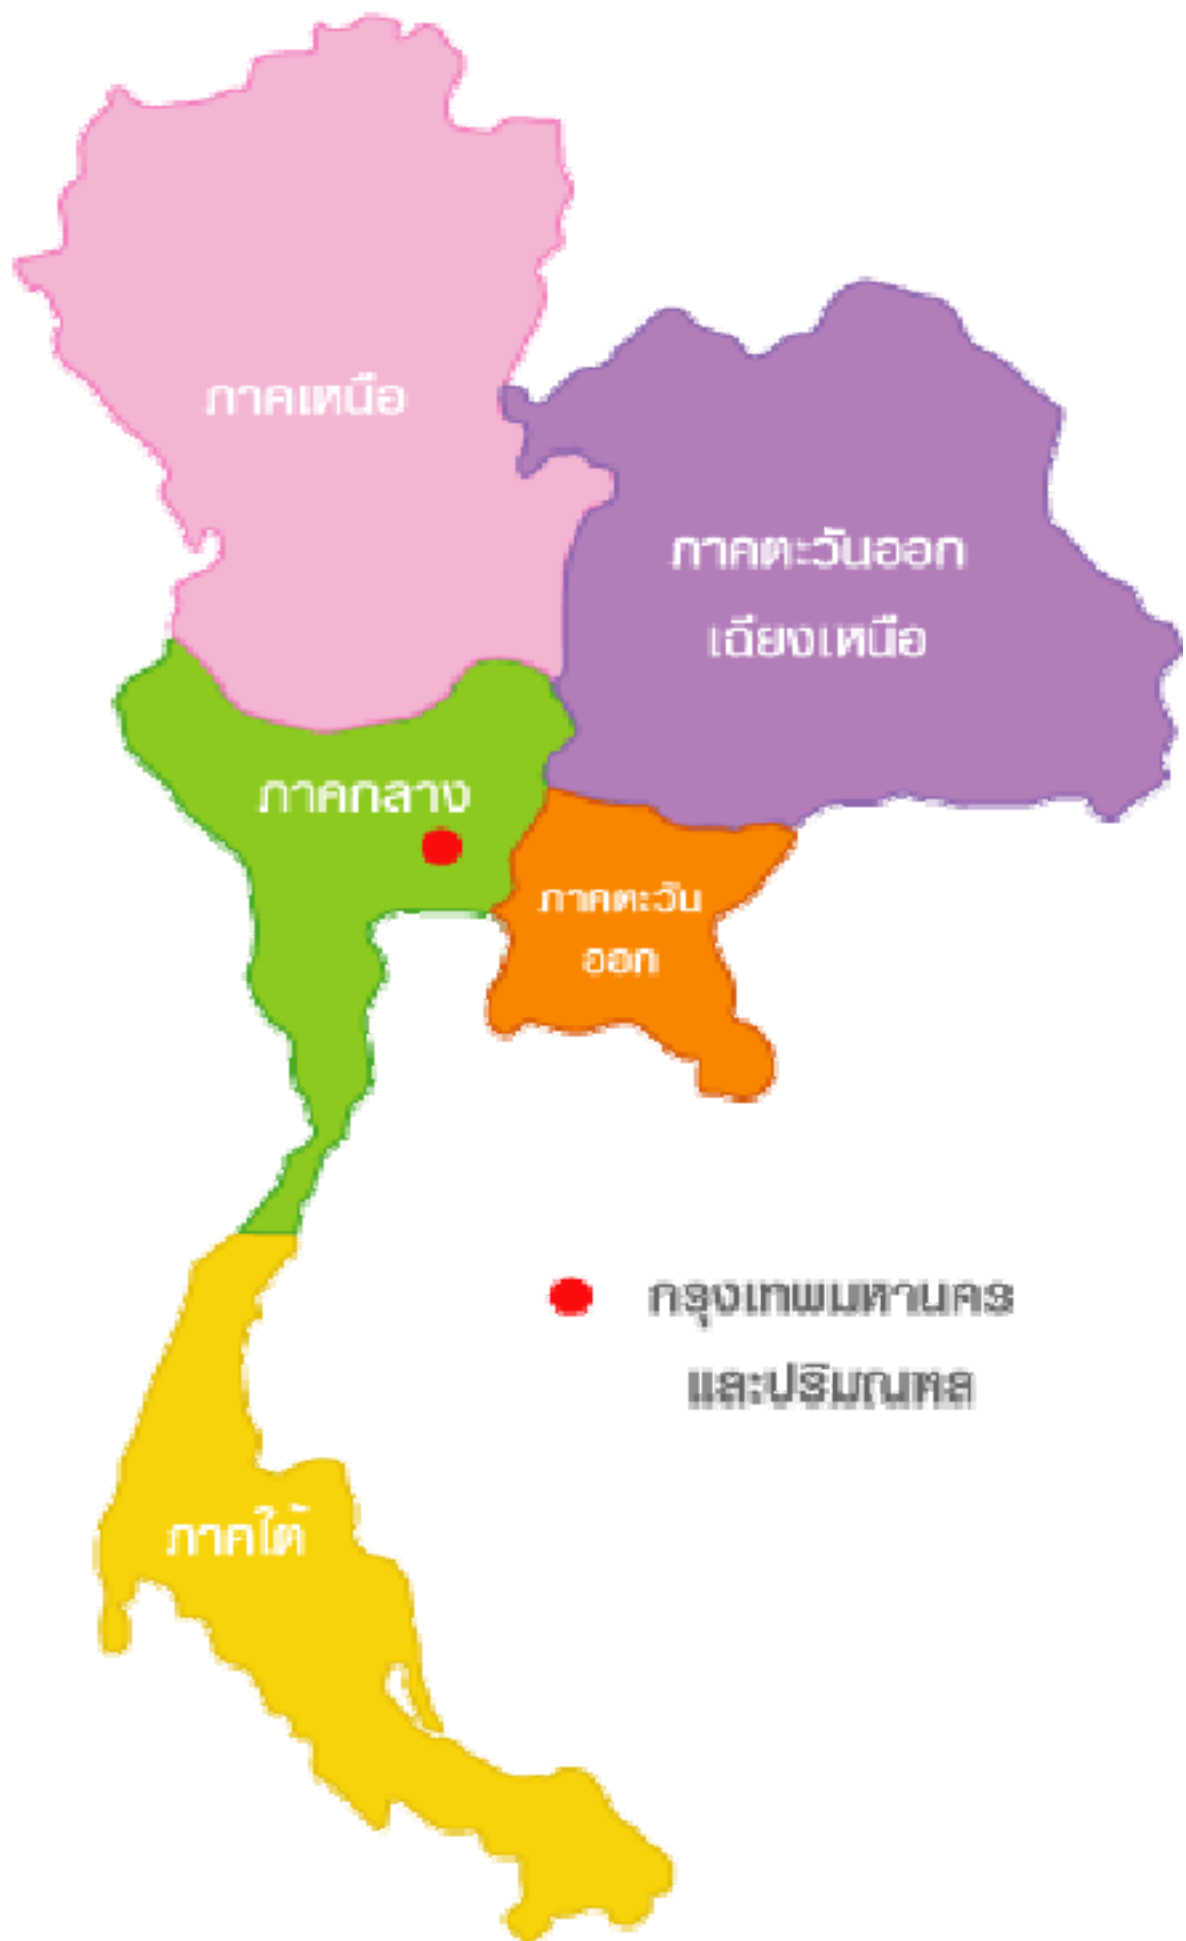 ภาคเหนือ
ภาคตะวันออก
เฉียงเหนือ
ภาคกลาง
ภาคตะวัน
ออก
กรุงเทพมหานคร
และปริมณฑล
ภาคใต้